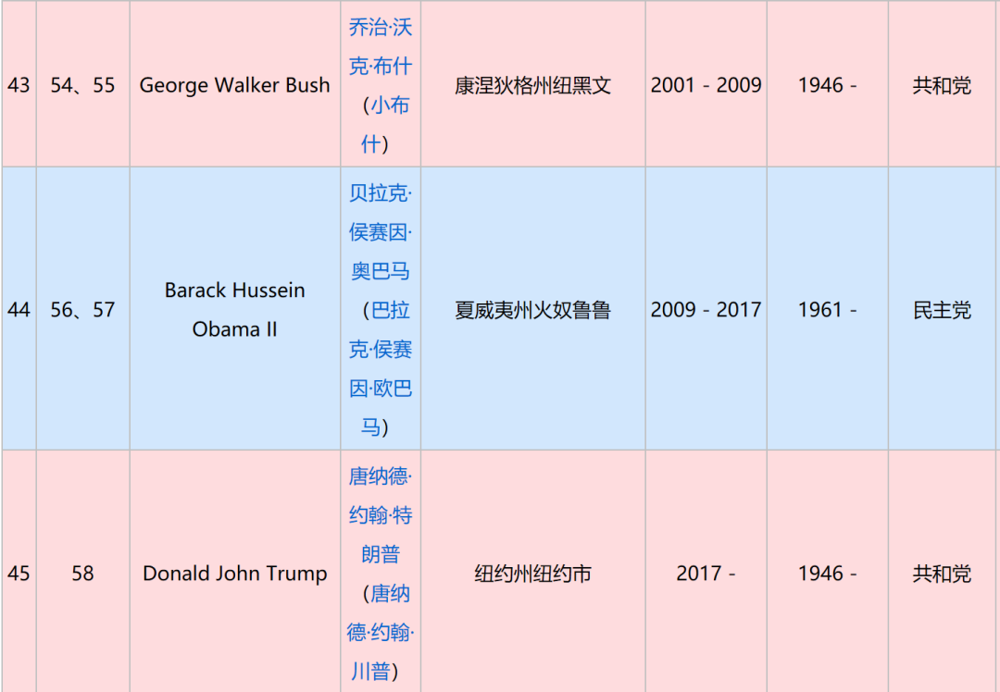 43
54、55
George Walker Bush
乔治·沃
克·布什
（小布
什）
康涅狄格州纽黑文
2001 - 2009
1946 -
共和党
44
56、57
Barack Hussein
Obama II
贝拉克·
侯赛因·
奥巴马
（巴拉
克·侯赛
因·欧巴
马）
夏威夷州火奴鲁鲁
2009 - 2017
1961 -
民主党
45
58
Donald John Trump
唐纳德·
约翰·特
朗普
（唐纳
德·约翰·
川普）
纽约州纽约市
2017 -
1946 -
共和党